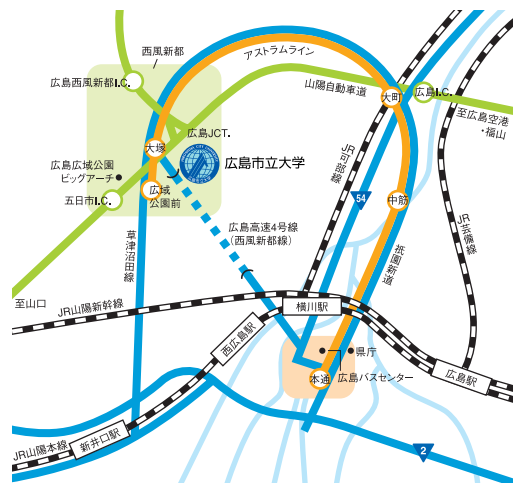 西風新都
アストラムライン
広島西風新都I.C.
山陽自動車道
大町
広島I.C.
至広島空港
・福山
広島JCT.
大塚
広島市立大学
JR可部線
広島広域公園
ビッグアーチ
広域
公園前
五日市I.C.
54
中筋
草津沼田線
広島高速4号線
(西風新都線)
祇園新道
JR芸備線
至山口
JR山陽新幹線
横川駅
西広島駅
県庁
広島バスセンター
本通
広島駅
新井口駅
JR山陽本線
2